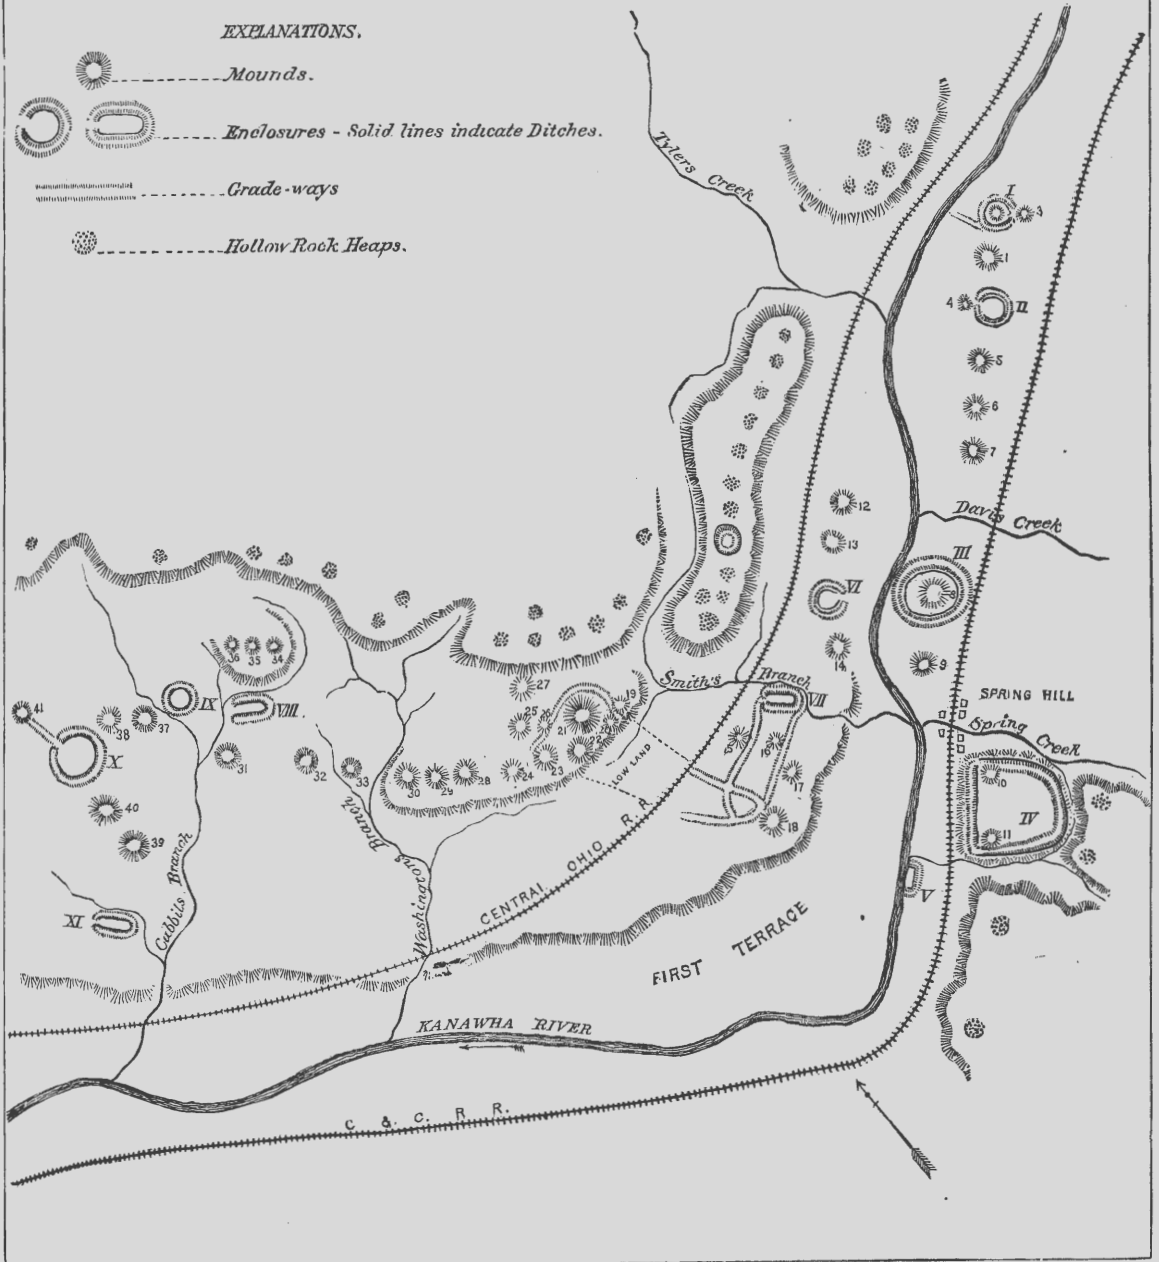 EXPLANATIONS.
Mounds.
Enclosures - Solid lines indicate Ditches.
Grade-ways
Hollow Rock Heaps.
Tylers Creek
I
3
1
4
II
5
6
7
12
Davis Creek
13
III
VI
8
14
9
36
35
34
27
19
Smith's Branch
SPRING HILL
41
IX
VIII
VII
25
21
20
Spring Creek
38
37
22
X
31
32
33
23
LOW LAND
15
16
30
29
28
24
17
10
40
18
IV
11
39
Branch
R. R.
OHIO
CENTRAL
V
XI
Cabbils Branch
Washingtons
FIRST TERRACE
KANAWHA RIVER
C. & C. R R.